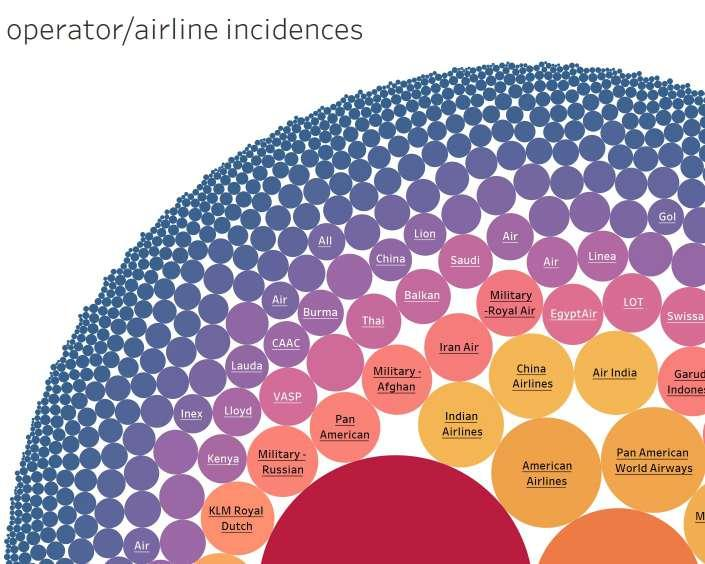 operator/airline incidences
Gol
Lion
Air
All
China
Saudi
Air
Linea
Air
Burma
Balkan
Military
-Royal Air
EgyptAir
LOT
Swissa
Thai
CAAC
Iran Air
Lauda
Military -
Afghan
China
Airlines
Air India
Garud
Indones
VASP
Inex
Lloyd
Pan
American
Indian
Airlines
Kenya
Military -
Russian
American
Airlines
Pan American
World Airways
KLM Royal
Dutch
M
Air